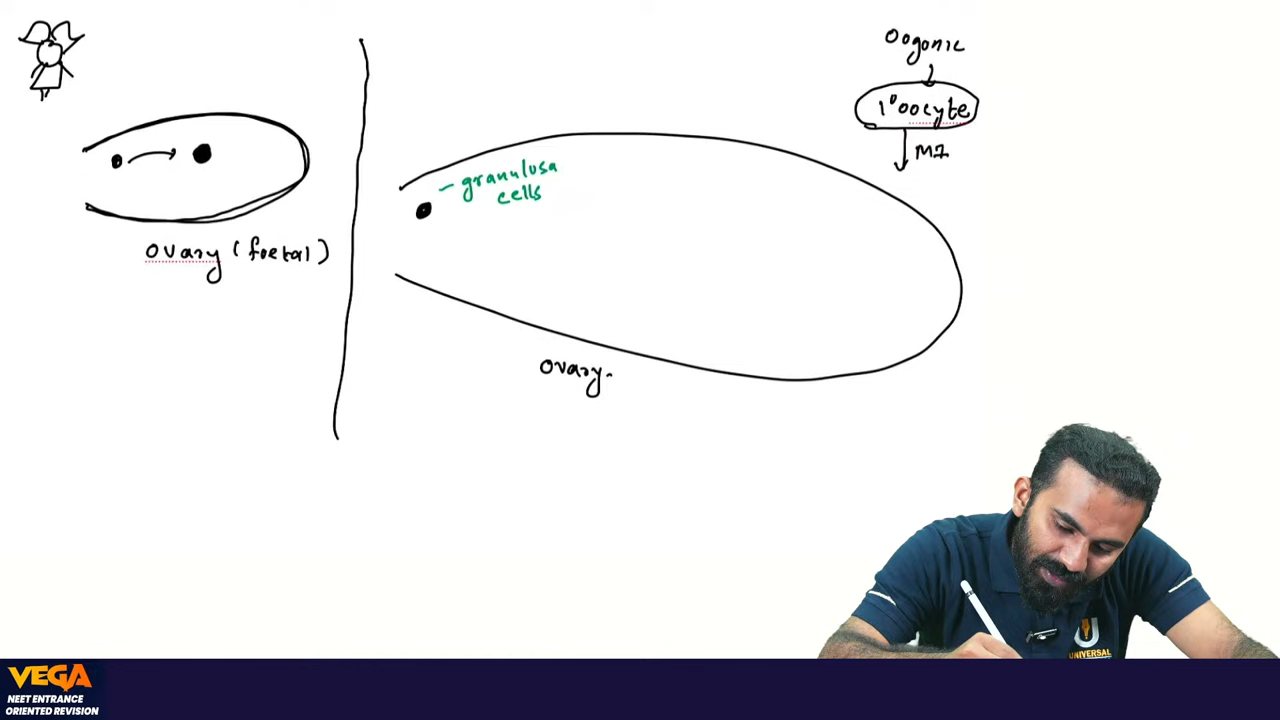 Oogonic
1° oocyte
MI
granulosa
cells
ovary (foetal)
ovary.
UNIVERSAL
VEGA
NEET ENTRANCE
ORIENTED REVISION